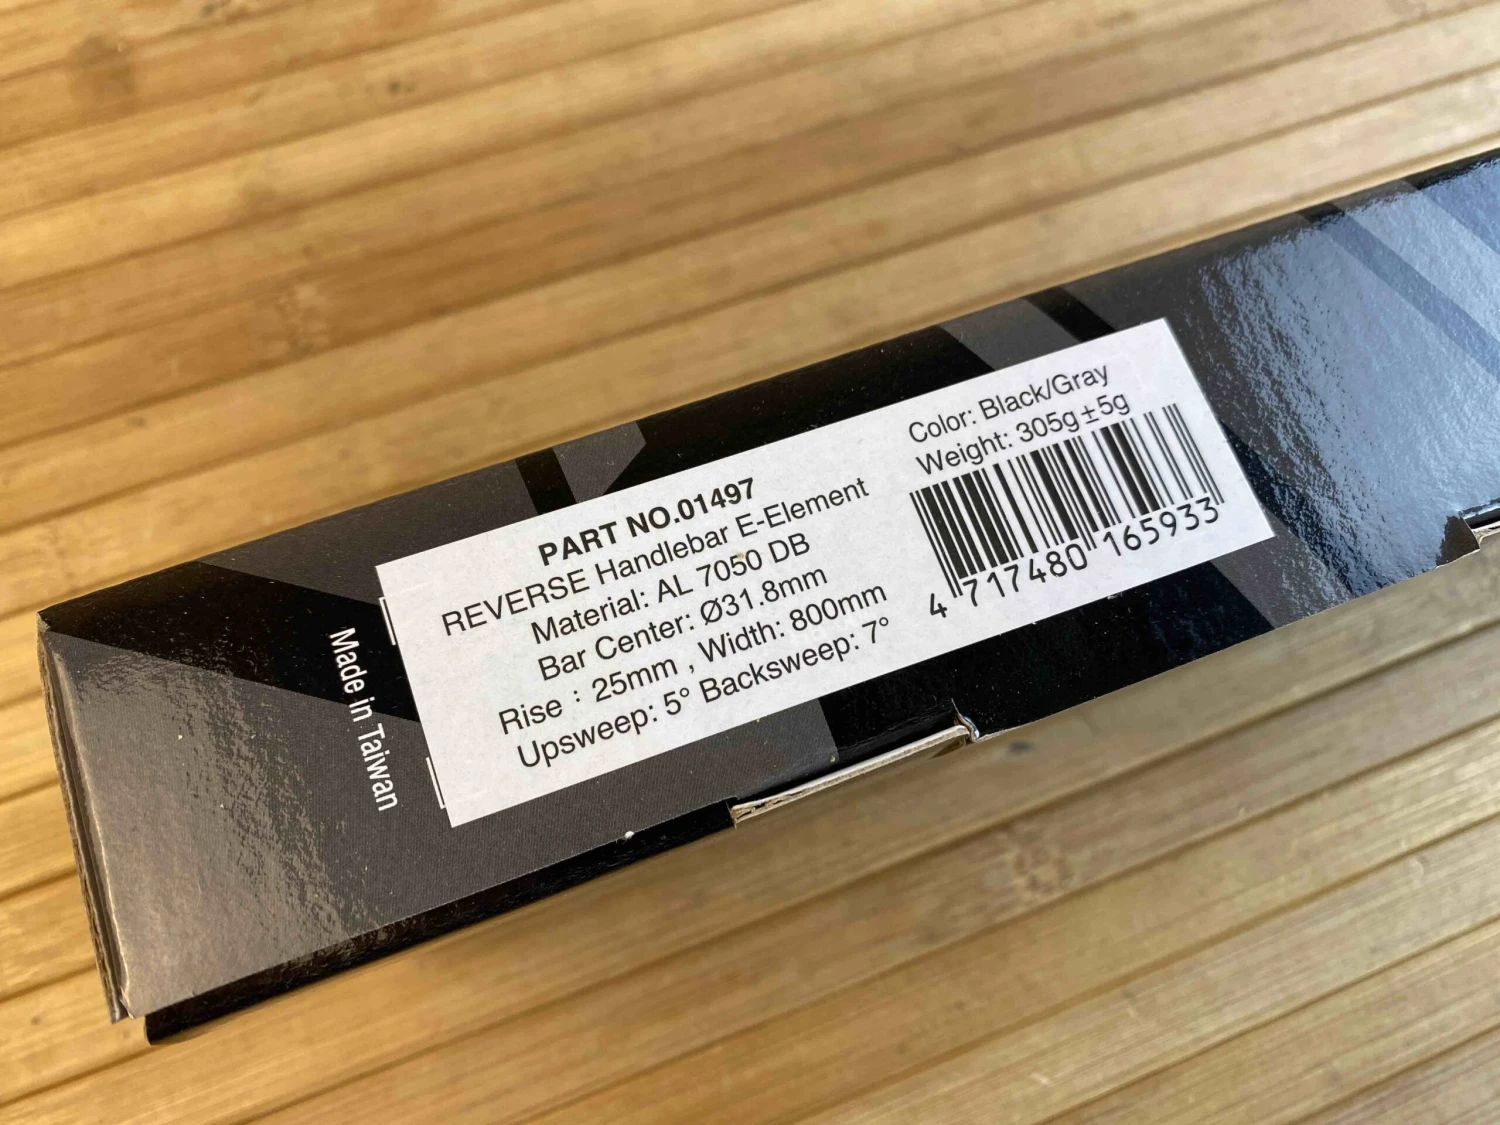 PART NO.01497
REVERSE Handlebar E-Element
Material: AL 7050 DB
Bar Center: Ø31.8mm
Rise : 25mm , Width: 800mm
Upsweep: 5° Backsweep: 7°
Color: Black/Gray
Weight: 305g±5g
4 717480 165933
Made in Taiwan